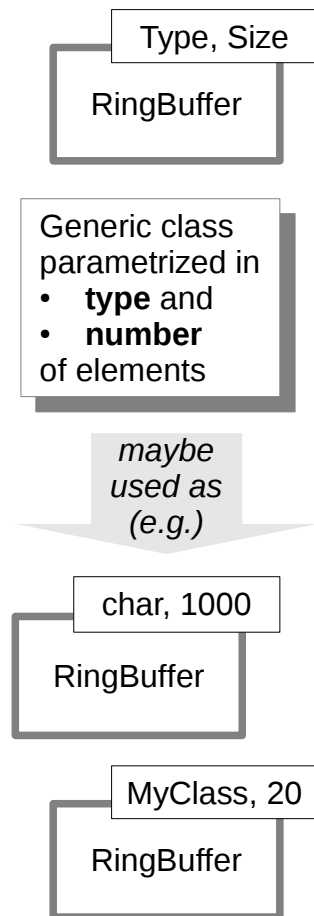 Type, Size
RingBuffer
Generic class
parametrized in
• type and
• number
of elements
maybe
used as
(e.g.)
char, 1000
RingBuffer
MyClass, 20
RingBuffer